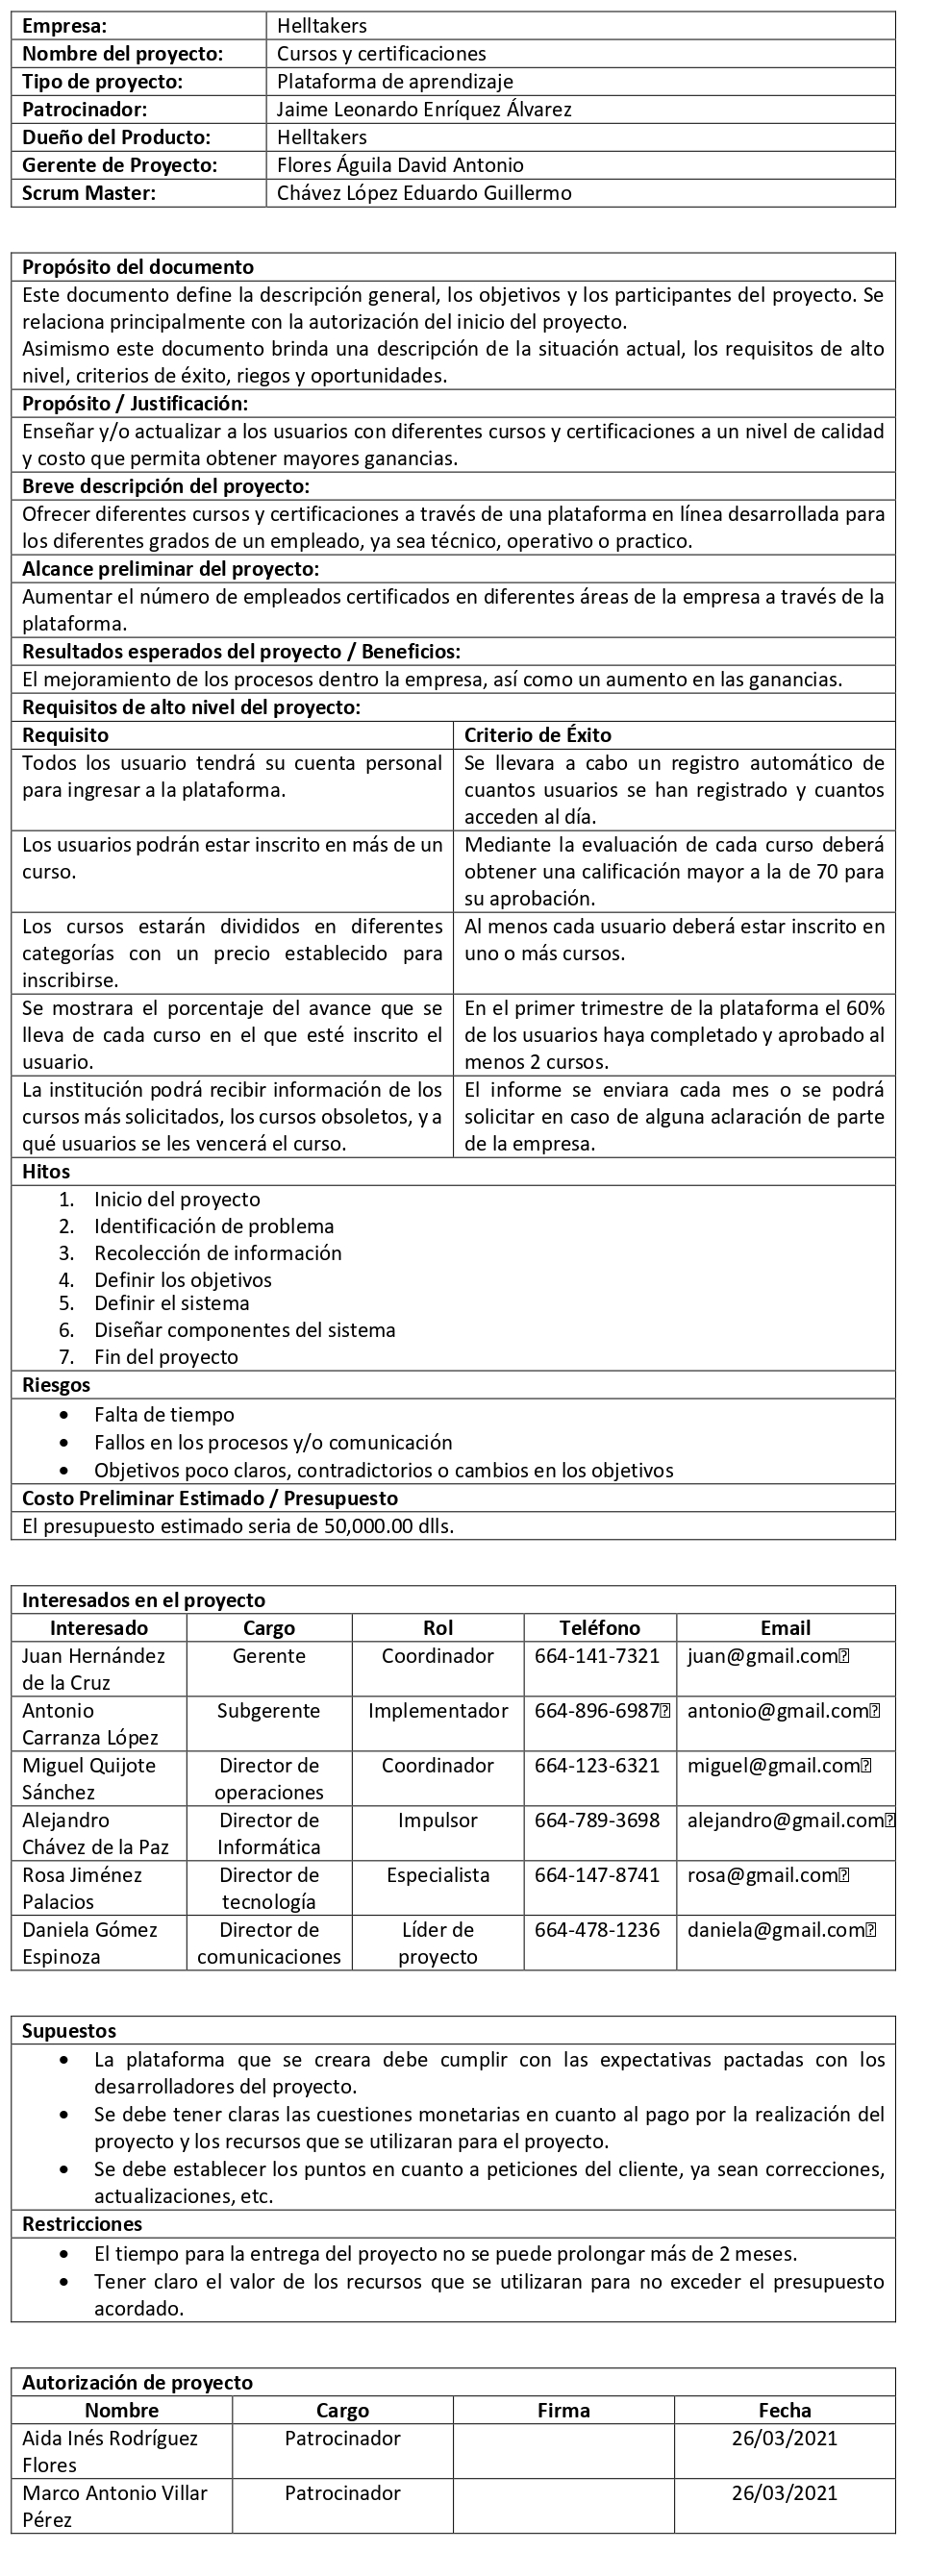 Empresa: Helltakers
Nombre del proyecto: Cursos y certificaciones
Tipo de proyecto: Plataforma de aprendizaje
Patrocinador: Jaime Leonardo Enríquez Álvarez
Dueño del Producto: Helltakers
Gerente de Proyecto: Flores Águila David Antonio
Scrum Master: Chávez López Eduardo Guillermo
Propósito del documento
Este documento define la descripción general, los objetivos y los participantes del proyecto. Se
relaciona principalmente con la autorización del inicio del proyecto.
Asimismo este documento brinda una descripción de la situación actual, los requisitos de alto
nivel, criterios de éxito, riegos y oportunidades.
Propósito / Justificación:
Enseñar y/o actualizar a los usuarios con diferentes cursos y certificaciones a un nivel de calidad
y costo que permita obtener mayores ganancias.
Breve descripción del proyecto:
Ofrecer diferentes cursos y certificaciones a través de una plataforma en línea desarrollada para
los diferentes grados de un empleado, ya sea técnico, operativo o practico.
Alcance preliminar del proyecto:
Aumentar el número de empleados certificados en diferentes áreas de la empresa a través de la
plataforma.
Resultados esperados del proyecto / Beneficios:
El mejoramiento de los procesos dentro la empresa, así como un aumento en las ganancias.
Requisitos de alto nivel del proyecto:
Requisito
Criterio de Éxito
Todos los usuario tendrá su cuenta personal
para ingresar a la plataforma.
Se llevara a cabo un registro automático de
cuantos usuarios se han registrado y cuantos
acceden al día.
Los usuarios podrán estar inscrito en más de un
curso.
Mediante la evaluación de cada curso deberá
obtener una calificación mayor a la de 70 para
su aprobación.
Los cursos estarán divididos en diferentes
categorías con un precio establecido para
inscribirse.
Al menos cada usuario deberá estar inscrito en
uno o más cursos.
Se mostrara el porcentaje del avance que se
lleva de cada curso en el que esté inscrito el
usuario.
En el primer trimestre de la plataforma el 60%
de los usuarios haya completado y aprobado al
menos 2 cursos.
La institución podrá recibir información de los
cursos más solicitados, los cursos obsoletos, y a
qué usuarios se les vencerá el curso.
El informe se enviara cada mes o se podrá
solicitar en caso de alguna aclaración de parte
de la empresa.
Hitos
1. Inicio del proyecto
2. Identificación de problema
3. Recolección de información
4. Definir los objetivos
5. Definir el sistema
6. Diseñar componentes del sistema
7. Fin del proyecto
Riesgos
• Falta de tiempo
• Fallos en los procesos y/o comunicación
• Objetivos poco claros, contradictorios o cambios en los objetivos
Costo Preliminar Estimado / Presupuesto
El presupuesto estimado seria de 50,000.00 dlls.
Interesados en el proyecto
Interesado Cargo Rol Teléfono Email
Juan Hernández Gerente Coordinador 664-141-7321 juan@gmail.com
de la Cruz
Antonio Subgerente Implementador 664-896-6987 antonio@gmail.com
Carranza López
Miguel Quijote Director de Coordinador 664-123-6321 miguel@gmail.com
Sánchez operaciones
Alejandro Director de Impulsor 664-789-3698 alejandro@gmail.com
Chávez de la Paz Informática
Rosa Jiménez Director de Especialista 664-147-8741 rosa@gmail.com
Palacios tecnología
Daniela Gómez Director de Líder de 664-478-1236 daniela@gmail.com
Espinoza comunicaciones proyecto
Supuestos
• La plataforma que se creara debe cumplir con las expectativas pactadas con los
desarrolladores del proyecto.
• Se debe tener claras las cuestiones monetarias en cuanto al pago por la realización del
proyecto y los recursos que se utilizaran para el proyecto.
• Se debe establecer los puntos en cuanto a peticiones del cliente, ya sean correcciones,
actualizaciones, etc.
Restricciones
• El tiempo para la entrega del proyecto no se puede prolongar más de 2 meses.
• Tener claro el valor de los recursos que se utilizaran para no exceder el presupuesto
acordado.
Autorización de proyecto
Nombre Cargo Firma Fecha
Aida Inés Rodríguez Patrocinador 26/03/2021
Flores
Marco Antonio Villar Patrocinador 26/03/2021
Pérez